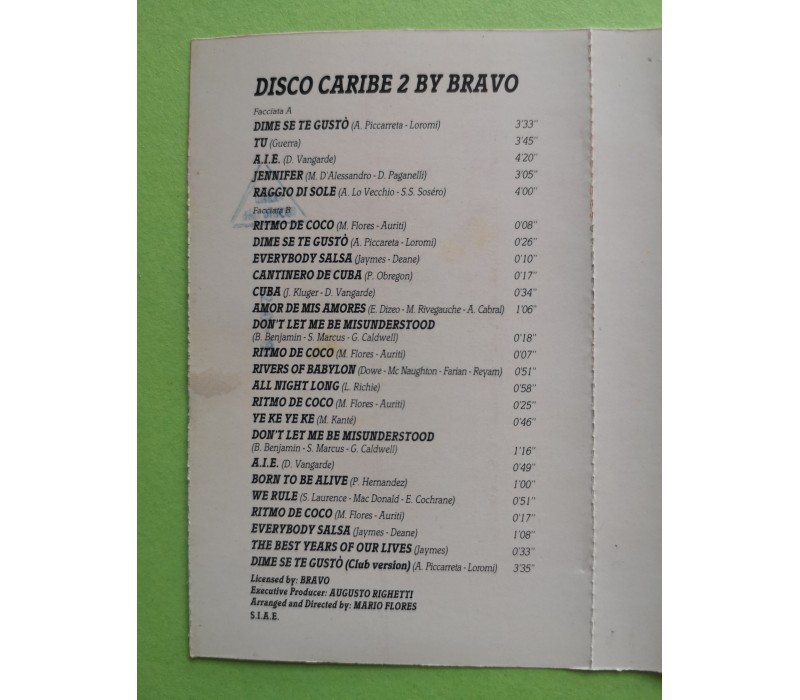 DISCO CARIBE 2 BY BRAVO
Facciata A
DIME SE TE GUSTÒ (A. Piccarreta - Loromi) 3'33"
TU (Guerra) 3'45"
A.I.E. (D. Vangarde) 4'20"
JENNIFER (M. D'Alessandro - D. Paganelli) 3'05"
RAGGIO DI SOLE (A. Lo Vecchio - S.S. Soséro) 4'00"
Facciata B
RITMO DE COCO (M. Flores - Auriti) 0'08"
DIME SE TE GUSTÒ (A. Piccareta - Loromi) 0'26"
EVERYBODY SALSA (Jaymes - Deane) 0'10"
CANTINERO DE CUBA (P. Obregon) 0'17"
CUBA (J. Kluger - D. Vangarde) 0'34"
AMOR DE MIS AMORES (E. Dizeo - M. Rivegauche - A. Cabral) 1'06"
DON'T LET ME BE MISUNDERSTOOD
(B. Benjamin - S. Marcus - G. Caldwell) 0'18"
RITMO DE COCO (M. Flores - Auriti) 0'07"
RIVERS OF BABYLON (Dowe - Mc Naughton - Farian - Reyam) 0'51"
ALL NIGHT LONG (L. Richie) 0'58"
RITMO DE COCO (M. Flores - Auriti) 0'25"
YE KE YE KE (M. Kanté) 0'46"
DON'T LET ME BE MISUNDERSTOOD
(B. Benjamin - S. Marcus - G. Caldwell) 1'16"
A.I.E. (D. Vangarde) 0'49"
BORN TO BE ALIVE (P. Hernandez) 1'00"
WE RULE (S. Laurence - Mac Donald - E. Cochrane) 0'51"
RITMO DE COCO (M. Flores - Auriti) 0'17"
EVERYBODY SALSA (Jaymes - Deane) 1'08"
THE BEST YEARS OF OUR LIVES (Jaymes) 0'33"
DIME SE TE GUSTÒ (Club version) (A. Piccarreta - Loromi) 3'35"
Licensed by: BRAVO
Executive Producer: AUGUSTO RIGHETTI
Arranged and Directed by: MARIO FLORES
S.I.A.E.